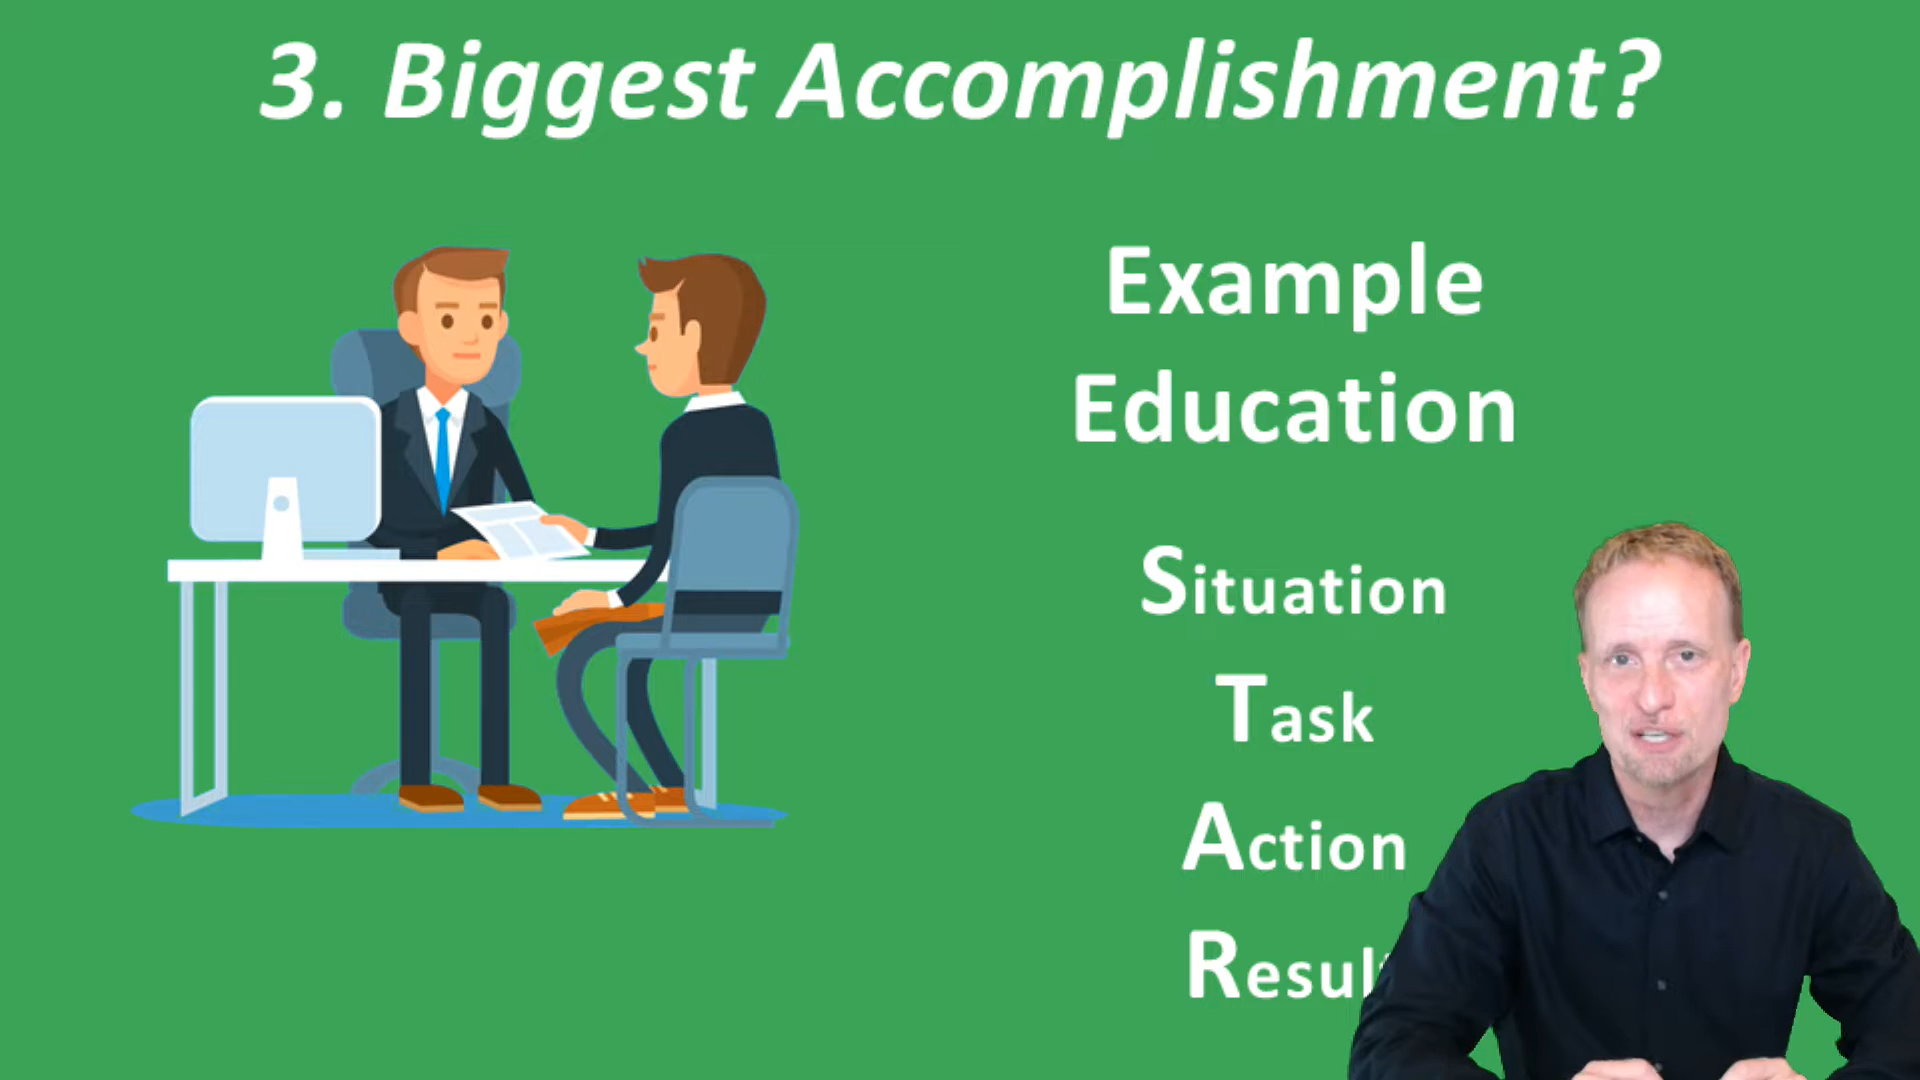 3. Biggest Accomplishment?
Example
Education
Situation
Task
Action
Resul